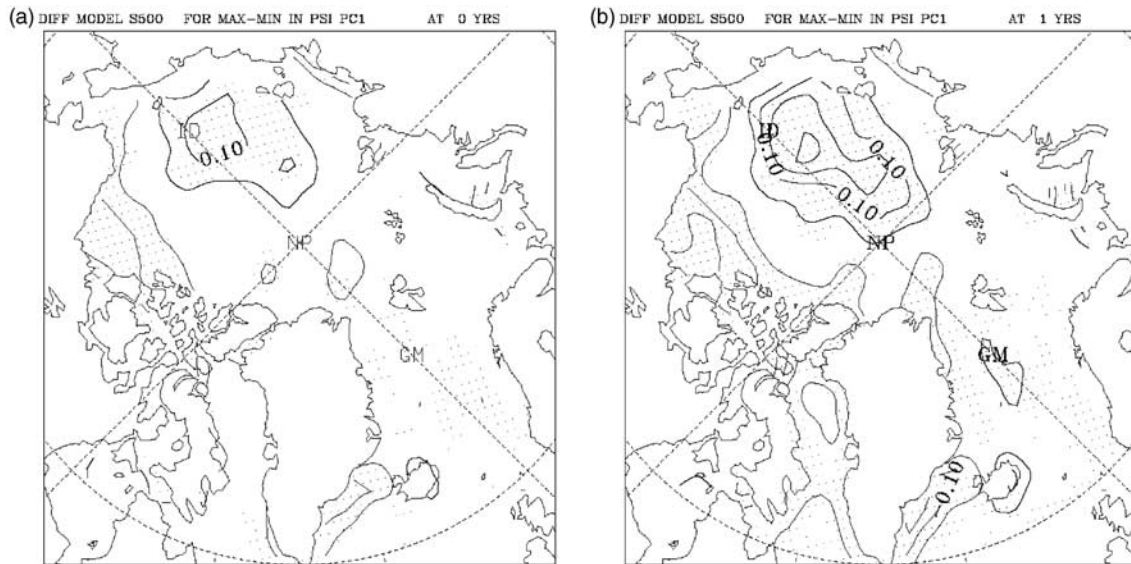 (a) DIFF MODEL S500 FOR MAX-MIN IN PSI PC1 AT 0 YRS
ID
0.10
NP
GM
(b) DIFF MODEL S500 FOR MAX-MIN IN PSI PC1 AT 1 YRS
ID
0.10
0.10
0.10
NP
GM
0.10